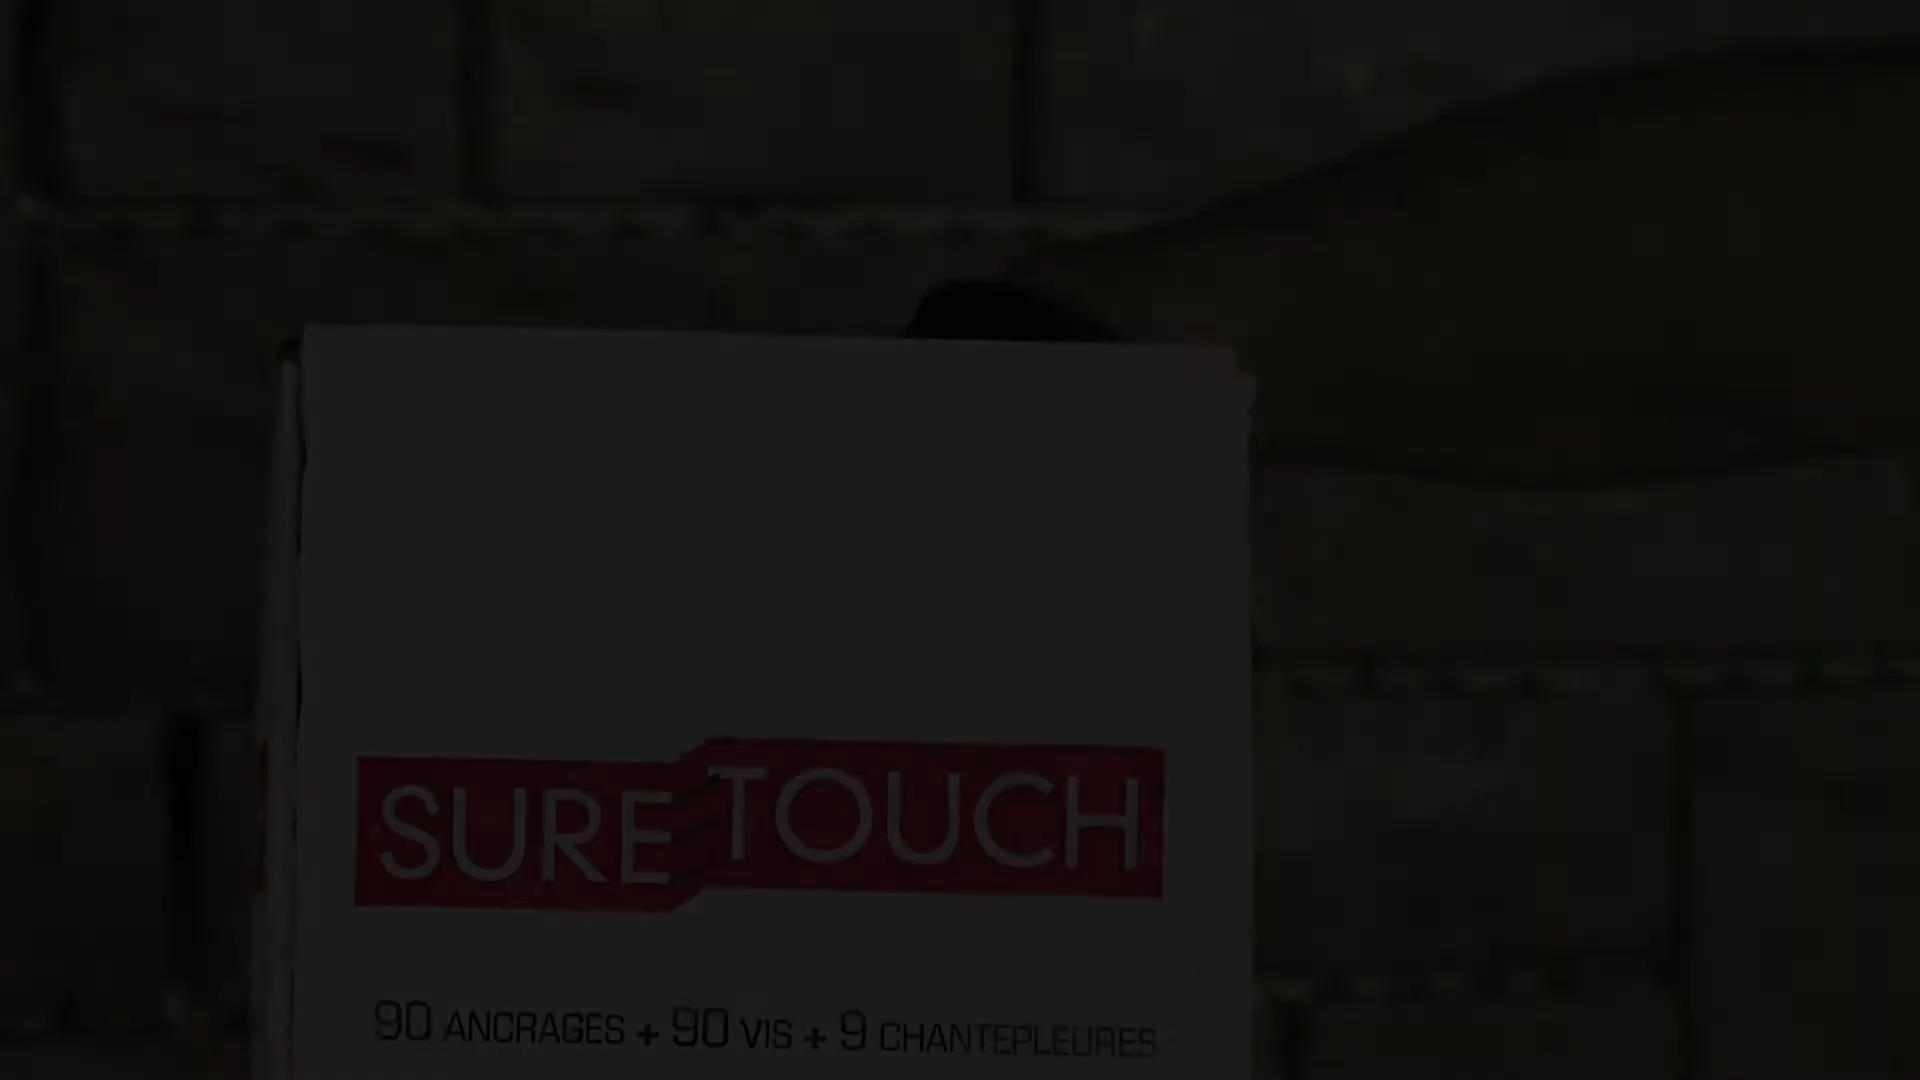 SURE TOUCH
90 ANCRAGES + 90 VIS + 9 CHANTEPLEURES